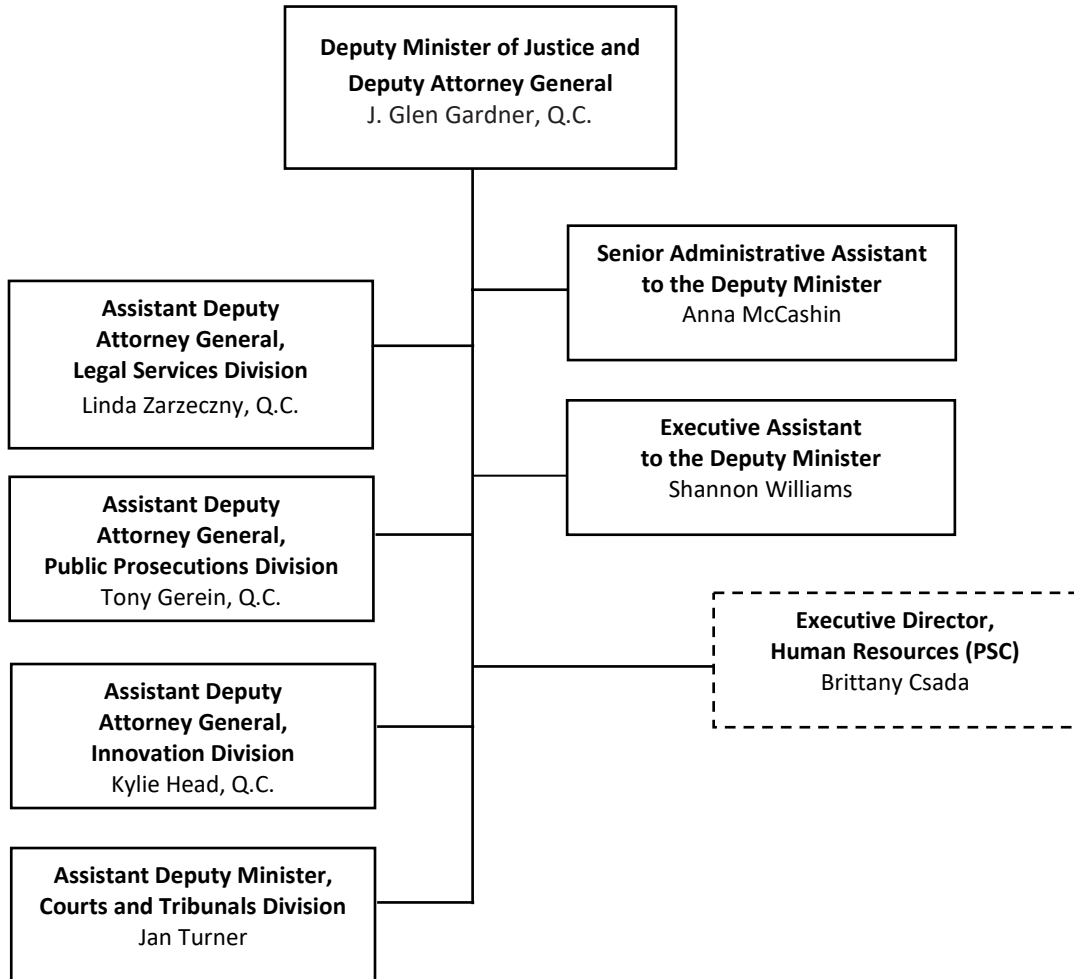 Deputy Minister of Justice and
Deputy Attorney General
J. Glen Gardner, Q.C.
Senior Administrative Assistant
to the Deputy Minister
Anna McCashin
Assistant Deputy
Attorney General,
Legal Services Division
Linda Zarzeczny, Q.C.
Executive Assistant
to the Deputy Minister
Shannon Williams
Assistant Deputy
Attorney General,
Public Prosecutions Division
Tony Gerein, Q.C.
Executive Director,
Human Resources (PSC)
Brittany Csada
Assistant Deputy
Attorney General,
Innovation Division
Kylie Head, Q.C.
Assistant Deputy Minister,
Courts and Tribunals Division
Jan Turner